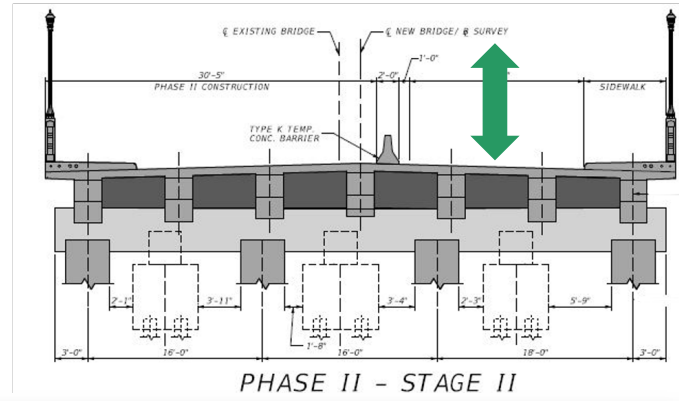 ℄ EXISTING BRIDGE
℄ NEW BRIDGE/ ℄ SURVEY
1'-0"
30'-5"
2'-0"
"
PHASE II CONSTRUCTION
SIDEWALK
TYPE K TEMP.
CONC. BARRIER
2'-1"
3'-11"
3'-4"
2'-3"
5'-9"
1'-8"
3'-0"
16'-0"
16'-0"
18'-0"
3'-0"
PHASE II - STAGE II